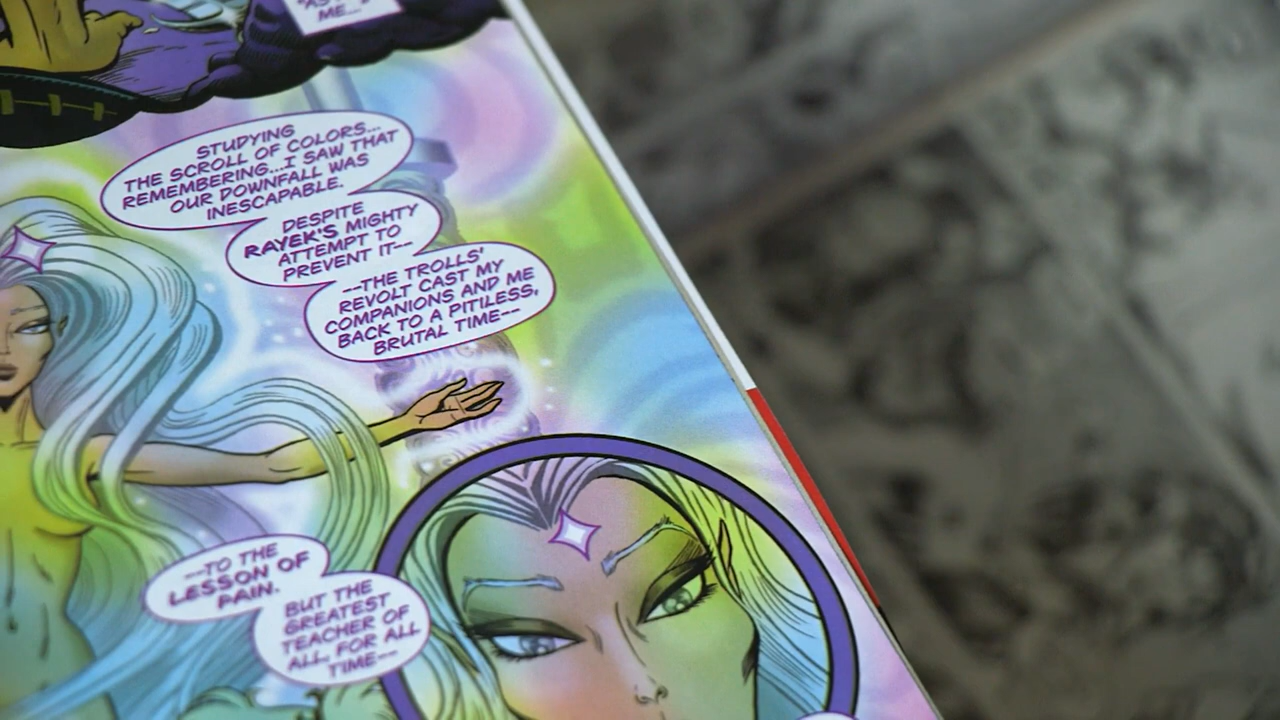 ME..."
STUDYING
THE SCROLL OF COLORS...
REMEMBERING...I SAW THAT
OUR DOWNFALL WAS
INESCAPABLE.
DESPITE
RAYEK'S MIGHTY
ATTEMPT TO
PREVENT IT--
--THE TROLLS'
REVOLT CAST MY
COMPANIONS AND ME
BACK TO A PITILESS,
BRUTAL TIME--
--TO THE
LESSON OF
PAIN.
BUT THE
GREATEST
TEACHER OF
ALL, FOR ALL
TIME--